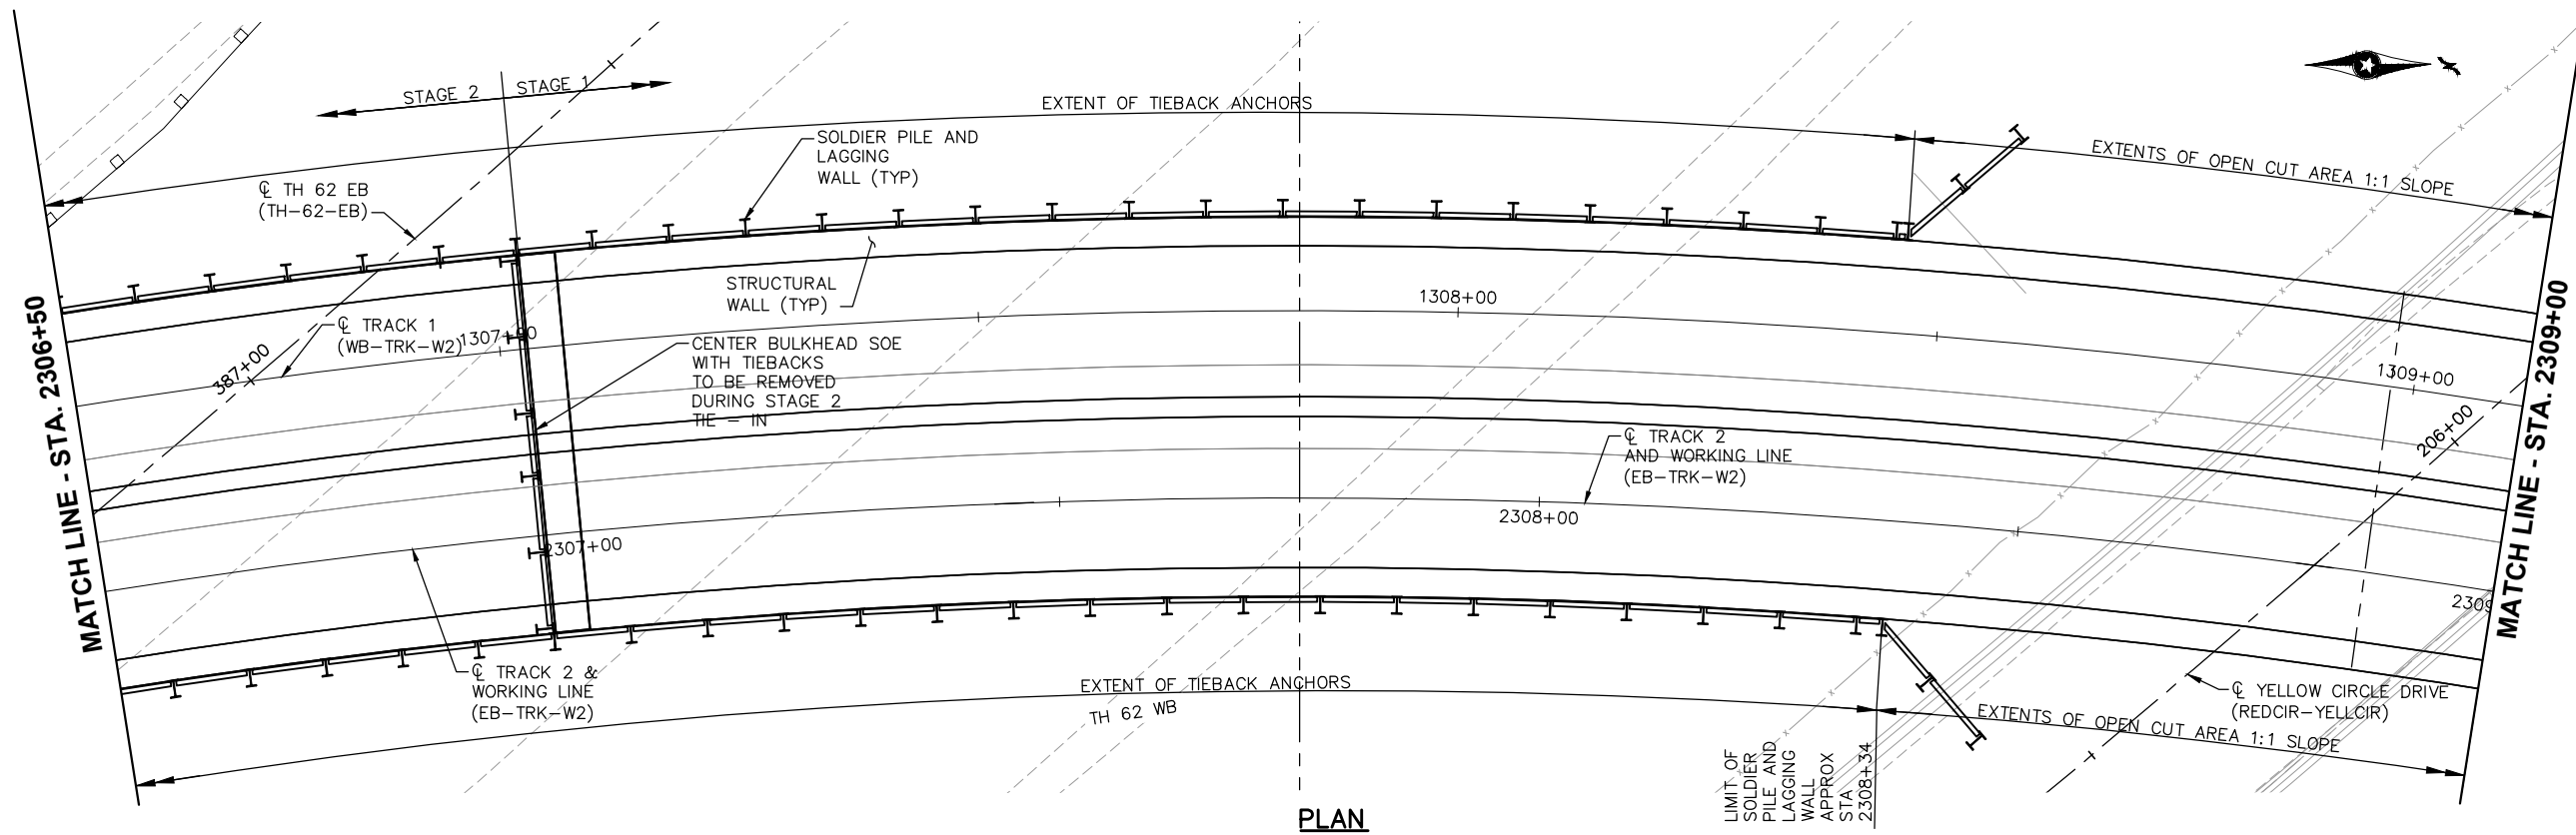 STAGE 2
STAGE 1
EXTENT OF TIEBACK ANCHORS
SOLDIER PILE AND
LAGGING
WALL (TYP)
EXTENTS OF OPEN CUT AREA 1:1 SLOPE
℄ TH 62 EB
(TH-62-EB)
STRUCTURAL
WALL (TYP)
1308+00
MATCH LINE - STA. 2306+50
℄ TRACK 1
(WB-TRK-W2)
387+00
CENTER BULKHEAD SOE
WITH TIEBACKS
TO BE REMOVED
DURING STAGE 2
TIE - IN
1309+00
206+00
MATCH LINE - STA. 2309+00
℄ TRACK 2
AND WORKING LINE
(EB-TRK-W2)
2308+00
2307+00
2309
℄ TRACK 2 &
WORKING LINE
(EB-TRK-W2)
EXTENT OF TIEBACK ANCHORS
TH 62 WB
℄ YELLOW CIRCLE DRIVE
(REDCIR-YELLCIR)
EXTENTS OF OPEN CUT AREA 1:1 SLOPE
LIMIT OF
SOLDIER
PILE AND
LAGGING
WALL
APPROX
STA
2308+34
PLAN